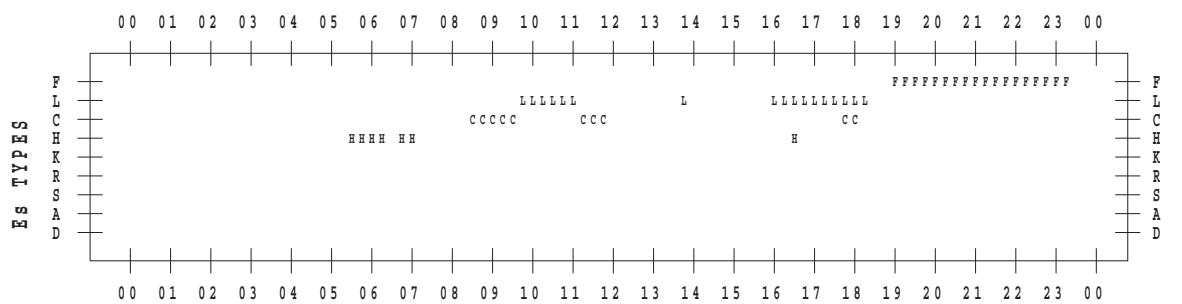 00 01 02 03 04 05 06 07 08 09 10 11 12 13 14 15 16 17 18 19 20 21 22 23 00
Es TYPES
F FFFFFFFFFFFFFFFFFF F
L LLLLLL L LLLLLLLLLL L
C CCCCC CCC CC C
H HHHH HH H H
K K
R R
S S
A A
D D
00 01 02 03 04 05 06 07 08 09 10 11 12 13 14 15 16 17 18 19 20 21 22 23 00